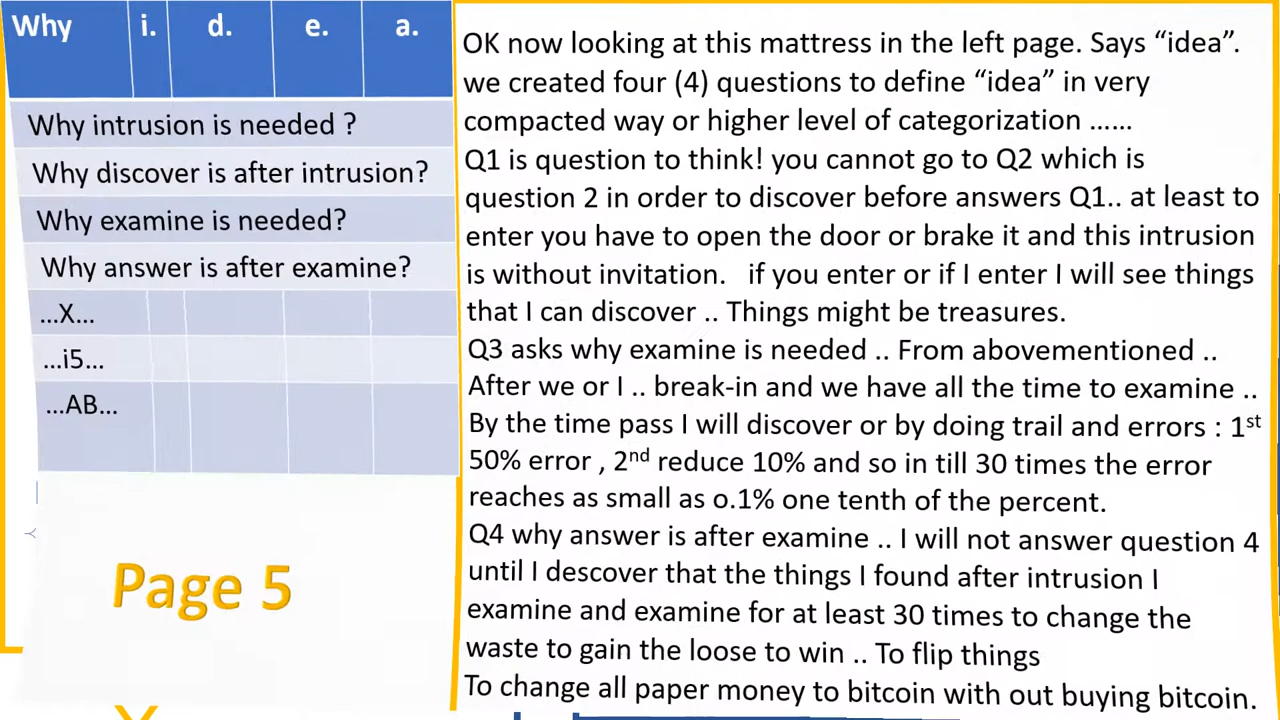 Why i. d. e. a.
Why intrusion is needed ?
Why discover is after intrusion?
Why examine is needed?
Why answer is after examine?
...X...
...i5...
...AB...
Page 5
OK now looking at this mattress in the left page. Says “idea”.
we created four (4) questions to define “idea” in very
compacted way or higher level of categorization ......
Q1 is question to think! you cannot go to Q2 which is
question 2 in order to discover before answers Q1.. at least to
enter you have to open the door or brake it and this intrusion
is without invitation. if you enter or if I enter I will see things
that I can discover .. Things might be treasures.
Q3 asks why examine is needed .. From abovementioned ..
After we or I .. break-in and we have all the time to examine ..
By the time pass I will discover or by doing trail and errors : 1st
50% error , 2nd reduce 10% and so in till 30 times the error
reaches as small as o.1% one tenth of the percent.
Q4 why answer is after examine .. I will not answer question 4
until I descover that the things I found after intrusion I
examine and examine for at least 30 times to change the
waste to gain the loose to win .. To flip things
To change all paper money to bitcoin with out buying bitcoin.